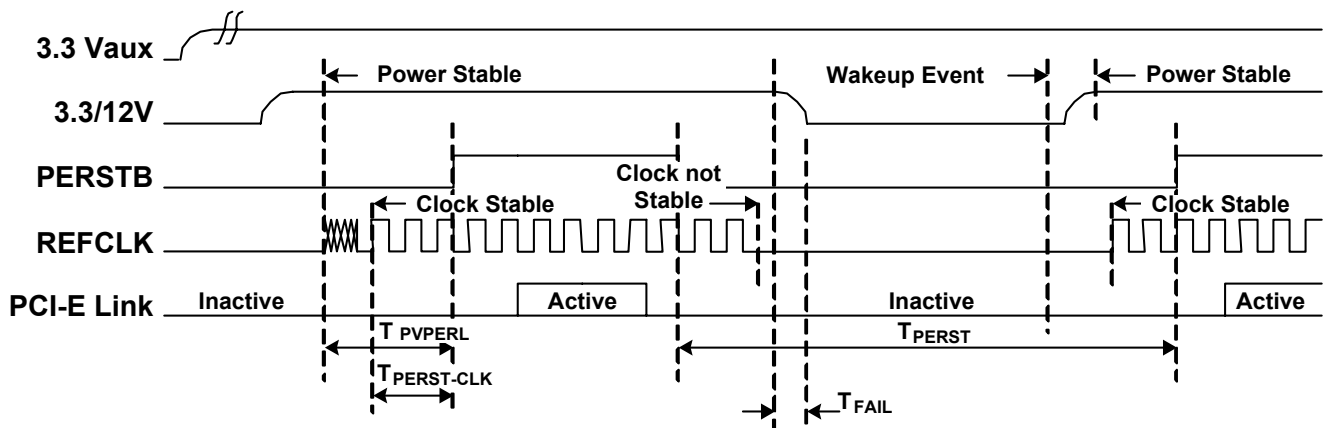 3.3 Vaux
Power Stable
Wakeup Event
Power Stable
3.3/12V
PERSTB
Clock not
Stable
Clock Stable
Clock Stable
REFCLK
PCI-E Link
Inactive
Active
Inactive
Active
T PVPERL
TPERST
TPERST-CLK
TFAIL